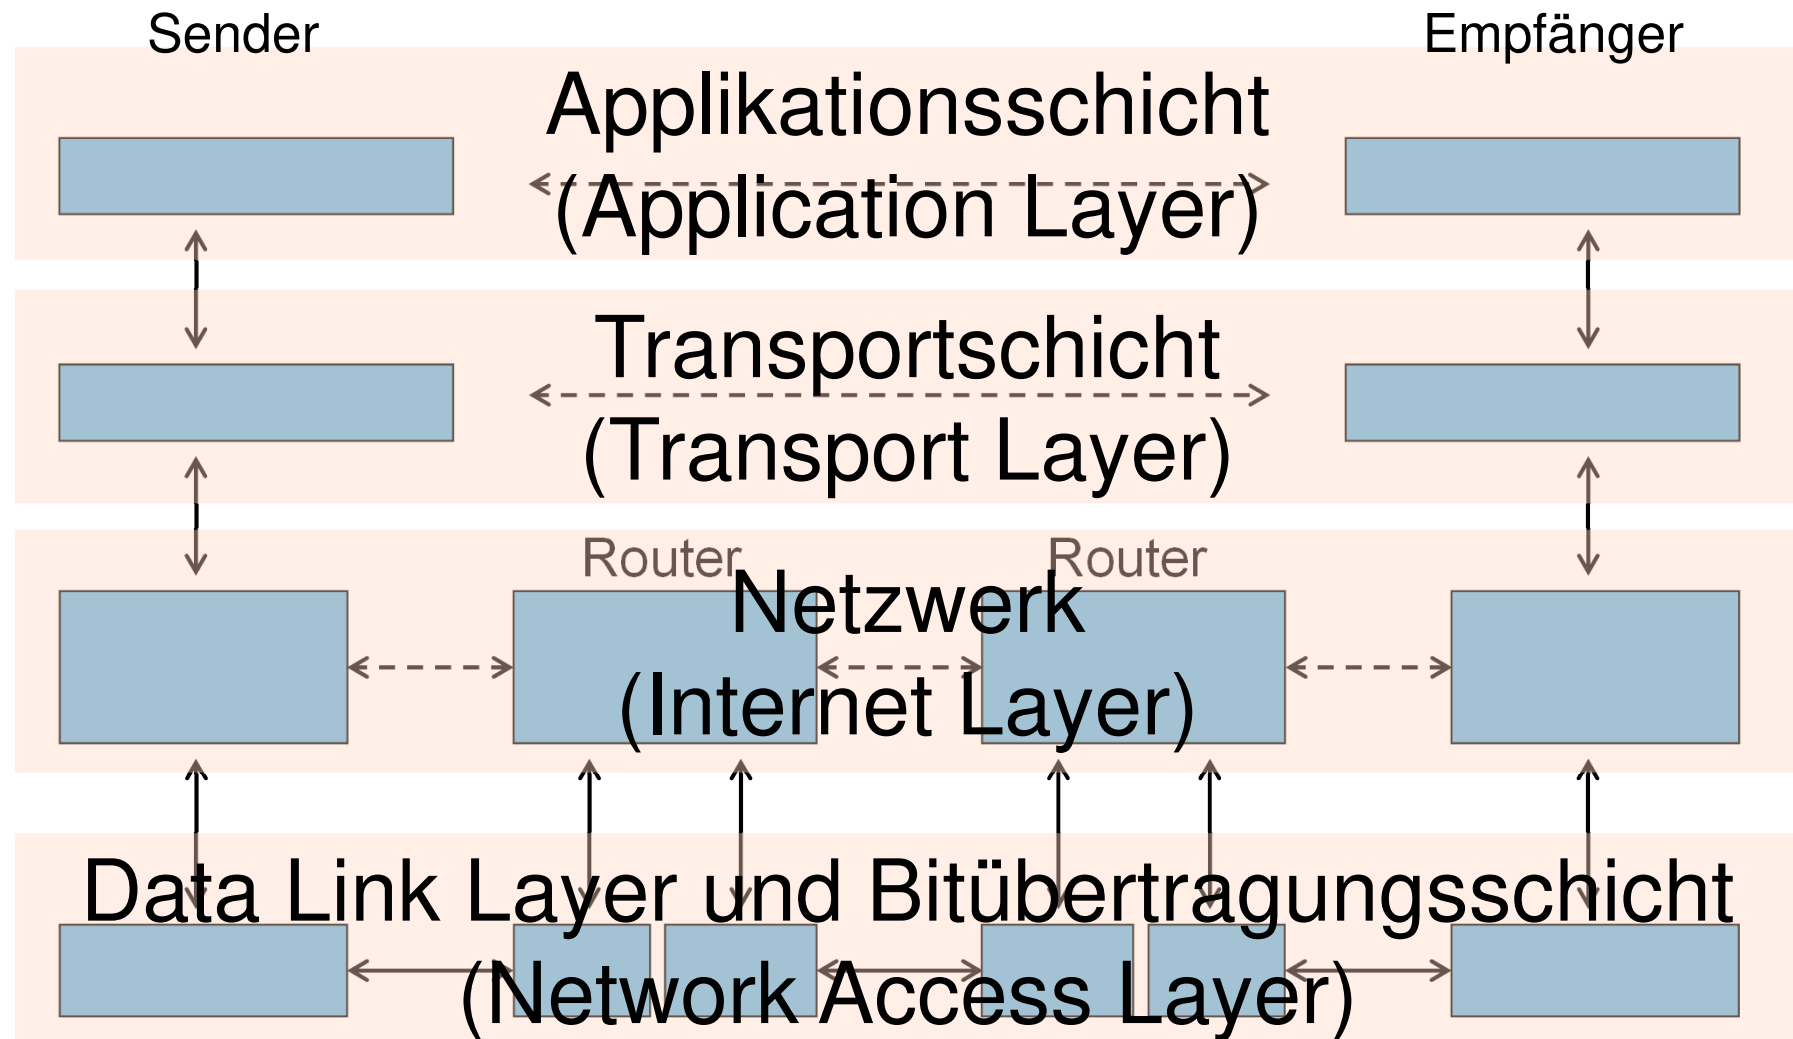 Sender
Empfänger
Applikationsschicht
(Application Layer)
Transportschicht
(Transport Layer)
Router
Router
Netzwerk
(Internet Layer)
Data Link Layer und Bitübertragungsschicht
(Network Access Layer)